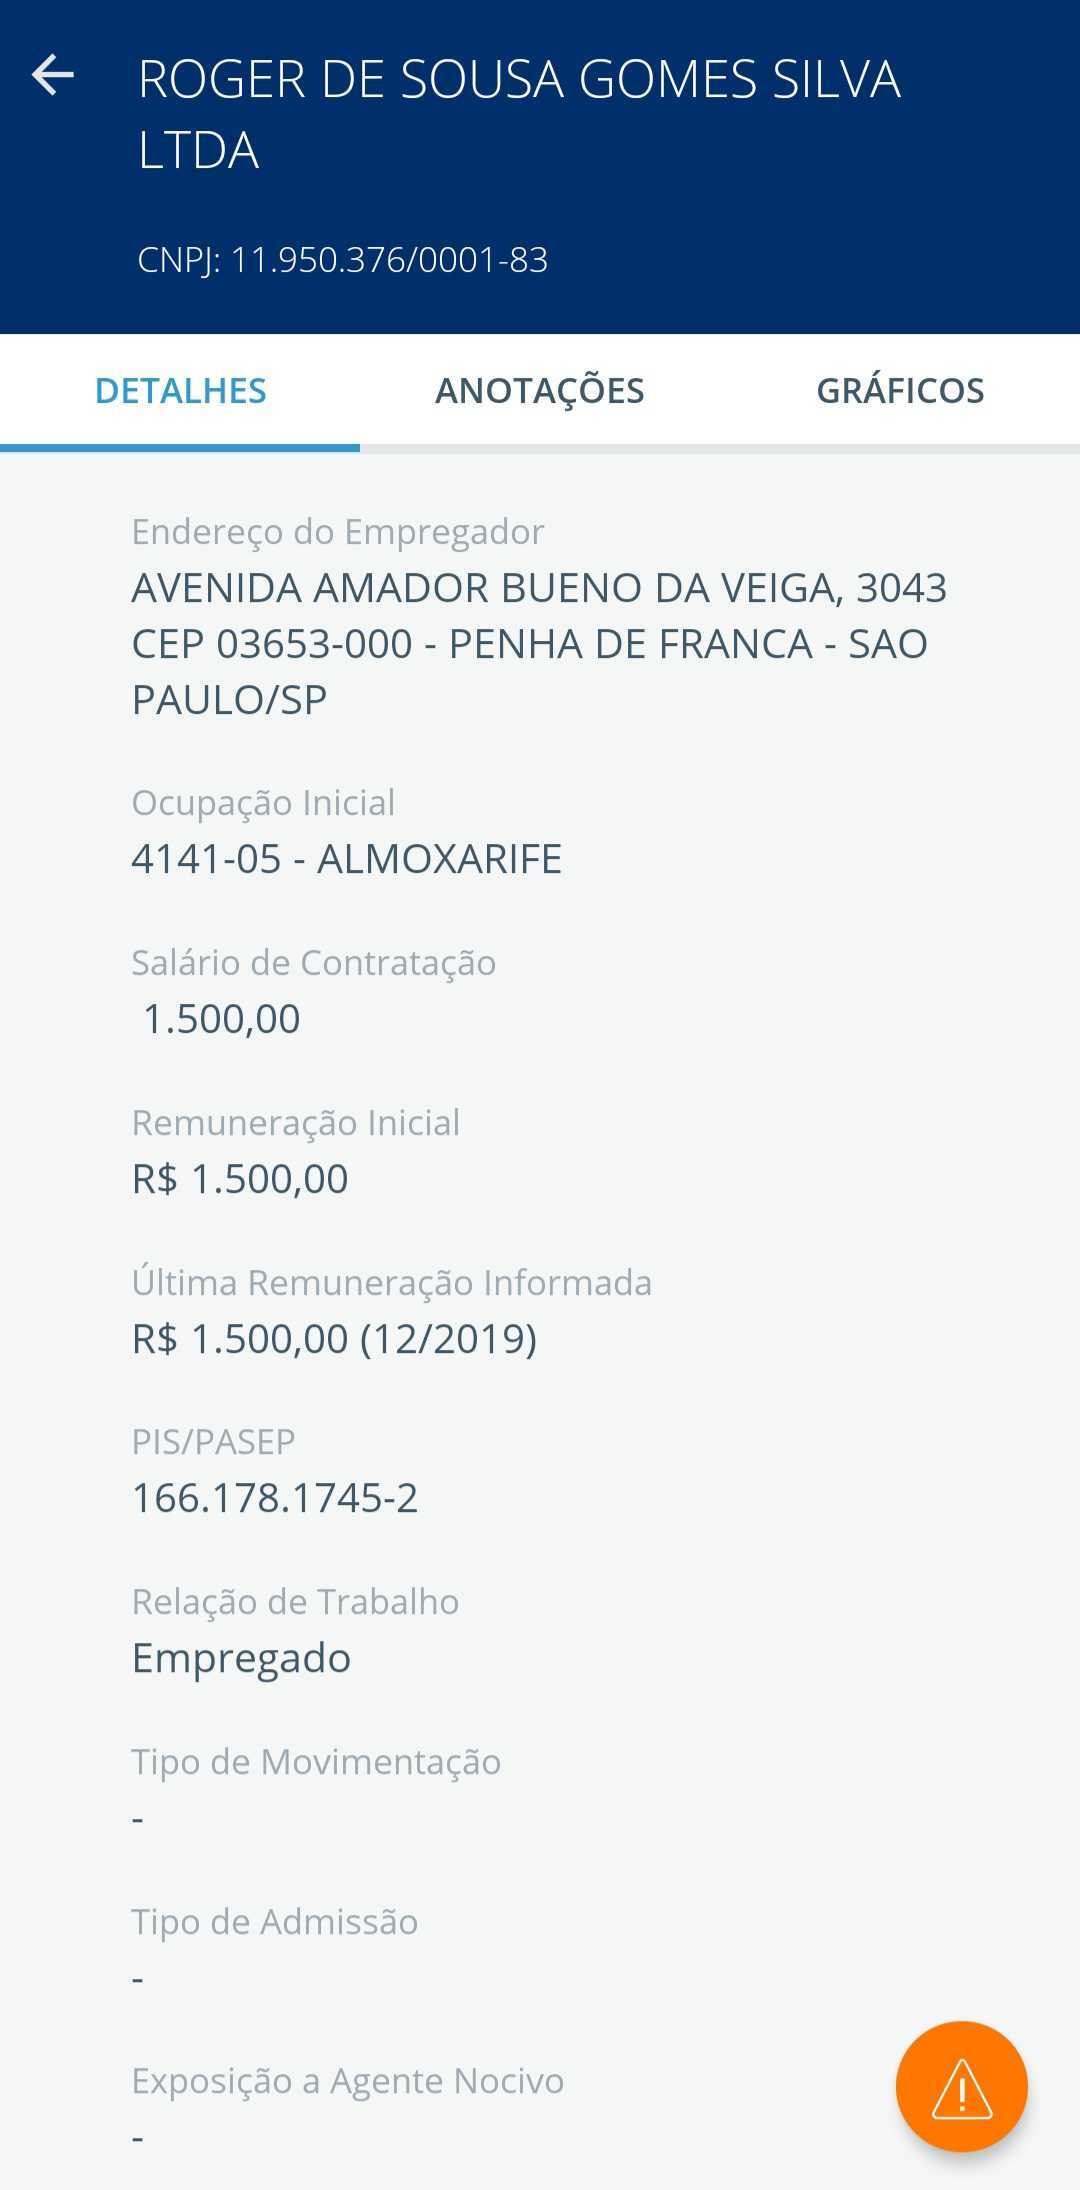 ROGER DE SOUSA GOMES SILVA
LTDA
CNPJ: 11.950.376/0001-83
DETALHES
ANOTAÇÕES
GRÁFICOS
Endereço do Empregador
AVENIDA AMADOR BUENO DA VEIGA, 3043
CEP 03653-000 - PENHA DE FRANCA - SAO
PAULO/SP
Ocupação Inicial
4141-05 - ALMOXARIFE
Salário de Contratação
1.500,00
Remuneração Inicial
R$ 1.500,00
Última Remuneração Informada
R$ 1.500,00 (12/2019)
PIS/PASEP
166.178.1745-2
Relação de Trabalho
Empregado
Tipo de Movimentação
-
Tipo de Admissão
-
Exposição a Agente Nocivo
-